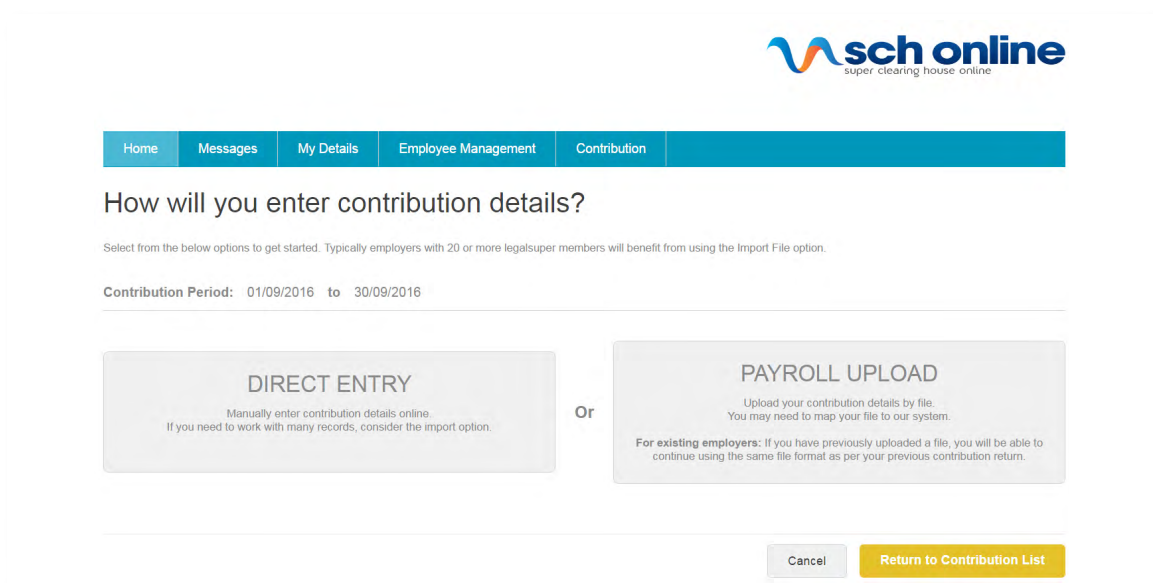 sch online
super clearing house online
Home Messages My Details Employee Management Contribution
How will you enter contribution details?
Select from the below options to get started. Typically employers with 20 or more legalsuper members will benefit from using the Import File option.
Contribution Period: 01/09/2016 to 30/09/2016
DIRECT ENTRY
Manually enter contribution details online.
If you need to work with many records, consider the import option.
Or
PAYROLL UPLOAD
Upload your contribution details by file.
You may need to map your file to our system.
For existing employers: If you have previously uploaded a file, you will be able to
continue using the same file format as per your previous contribution return.
Cancel Return to Contribution List